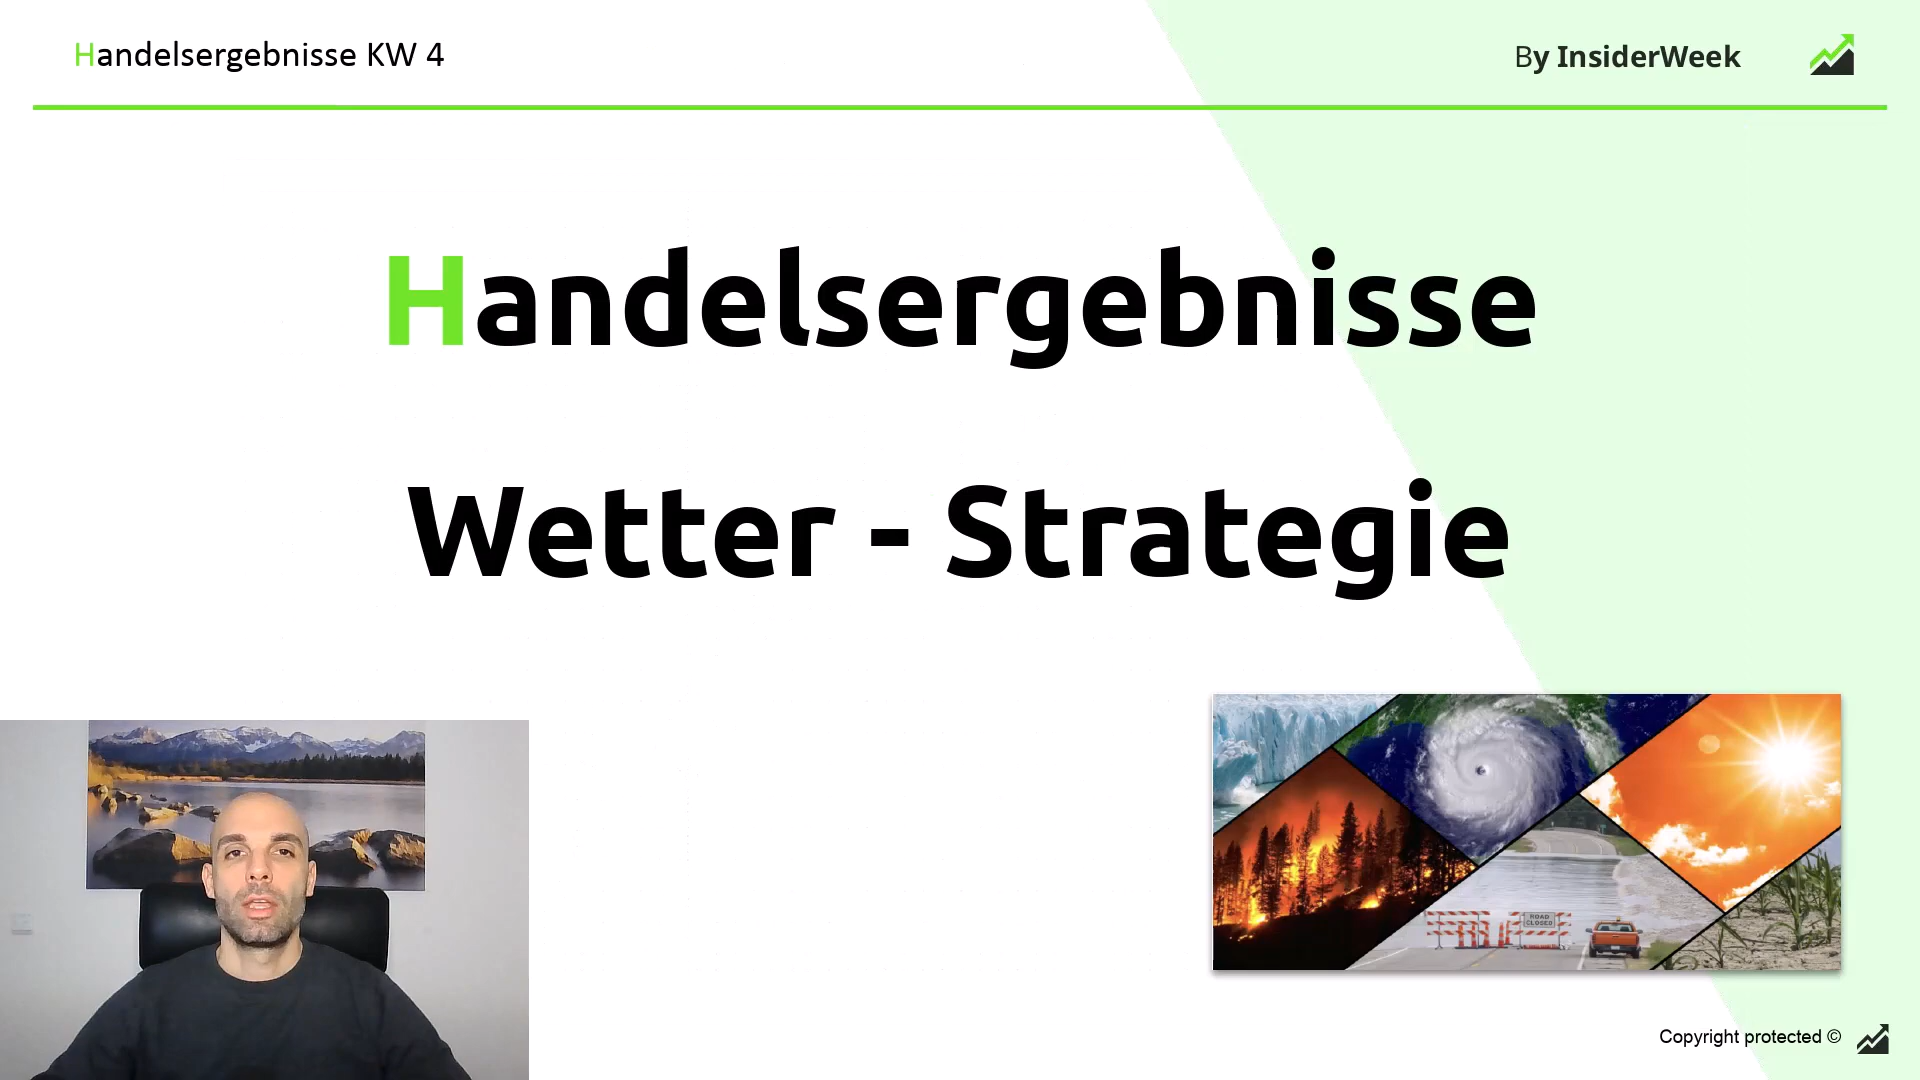 Handelsergebnisse KW 4
By InsiderWeek
Handelsergebnisse
Wetter - Strategie
ROAD
CLOSED
Copyright protected ©